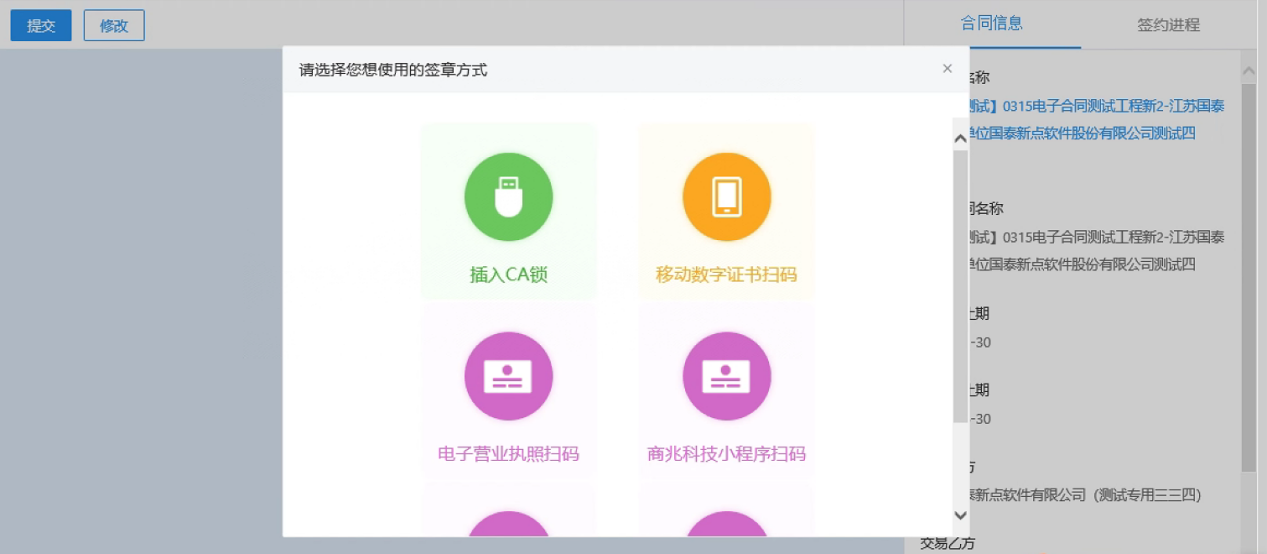 提交
修改
合同信息
签约进程
请选择您想使用的签章方式
×
插入CA锁
移动数字证书扫码
电子营业执照扫码
商兆科技小程序扫码
名称
测试】0315电子合同测试工程新2-江苏国泰
单位国泰新点软件股份有限公司测试四
同名称
测试】0315电子合同测试工程新2-江苏国泰
单位国泰新点软件股份有限公司测试四
止期
-30
止期
-30
方
泰新点软件有限公司（测试专用三三四）
交易乙方